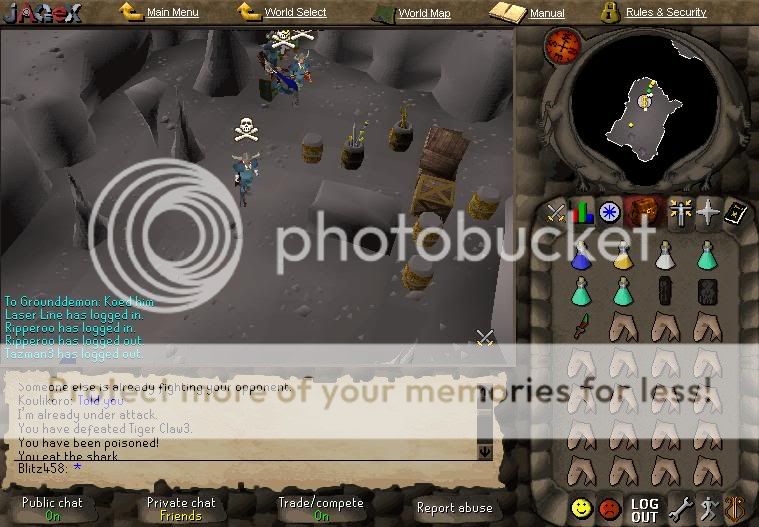 JAGeX
Main Menu
World Select
World Map
Manual
Rules & Security
photobucket
To Grounddemon: Koed him
Laser Line has logged in.
Ripperoo has logged in.
Ripperoo has logged out.
Tazman3 has logged out.
Protect more of your memories for less!
Someone else is already fighting your opponent.
Koulikoro: Told you
I'm already under attack.
You have defeated Tiger Claw3.
You have been poisoned!
You eat the shark.
Blitz458: *
Public chat
On
Private chat
Friends
Trade/compete
On
Report abuse
LOG
OUT